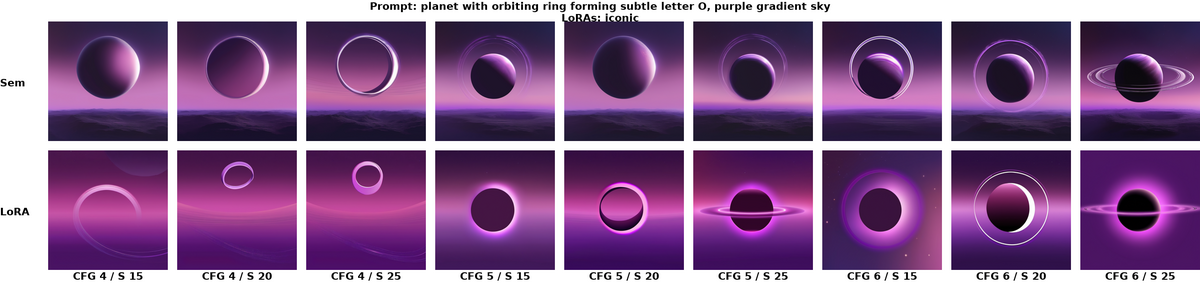 Prompt: planet with orbiting ring forming subtle letter O, purple gradient sky
LoRAs: iconic
Sem
LoRA
CFG 4 / S 15 CFG 4 / S 20 CFG 4 / S 25 CFG 5 / S 15 CFG 5 / S 20 CFG 5 / S 25 CFG 6 / S 15 CFG 6 / S 20 CFG 6 / S 25